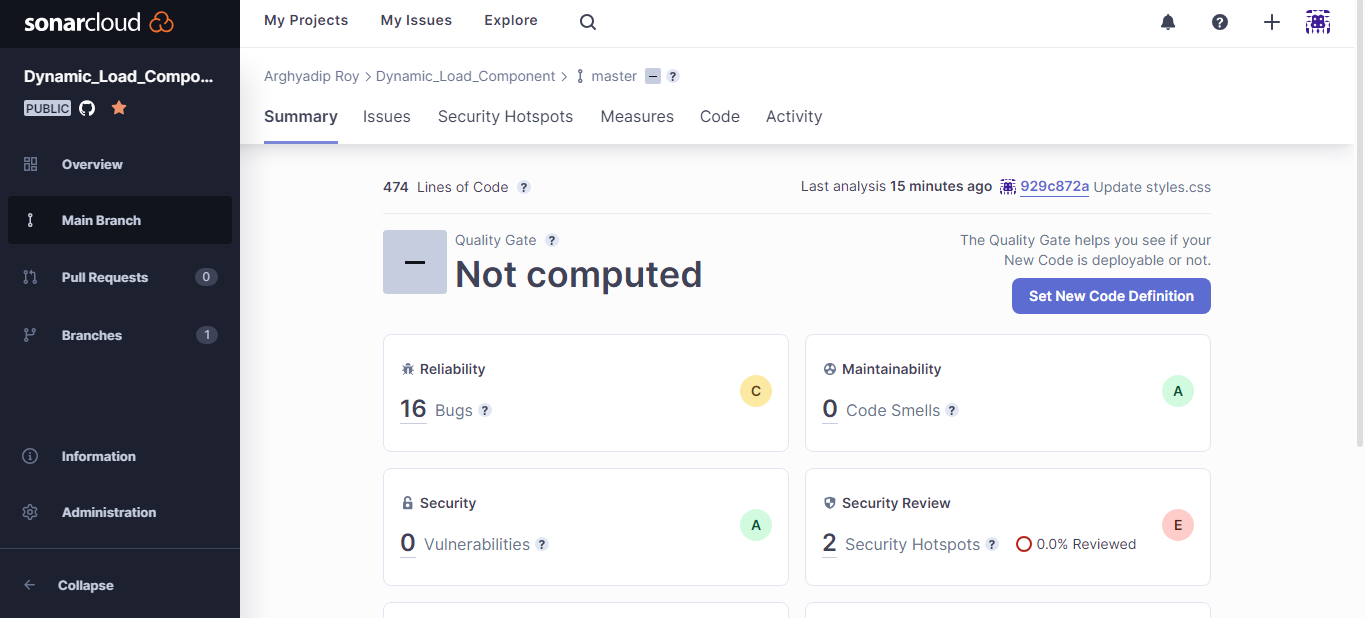 sonarcloud
My Projects My Issues Explore
Dynamic_Load_Compo...
PUBLIC
Overview
Main Branch
Pull Requests 0
Branches 1
Information
Administration
Collapse
Arghyadip Roy > Dynamic_Load_Component > master – ?
Summary Issues Security Hotspots Measures Code Activity
474 Lines of Code ?
Last analysis 15 minutes ago 929c872a Update styles.css
Quality Gate ?
Not computed
The Quality Gate helps you see if your
New Code is deployable or not.
Set New Code Definition
Reliability
16 Bugs ?
C
Maintainability
0 Code Smells ?
A
Security
0 Vulnerabilities ?
A
Security Review
2 Security Hotspots ? 0.0% Reviewed
E